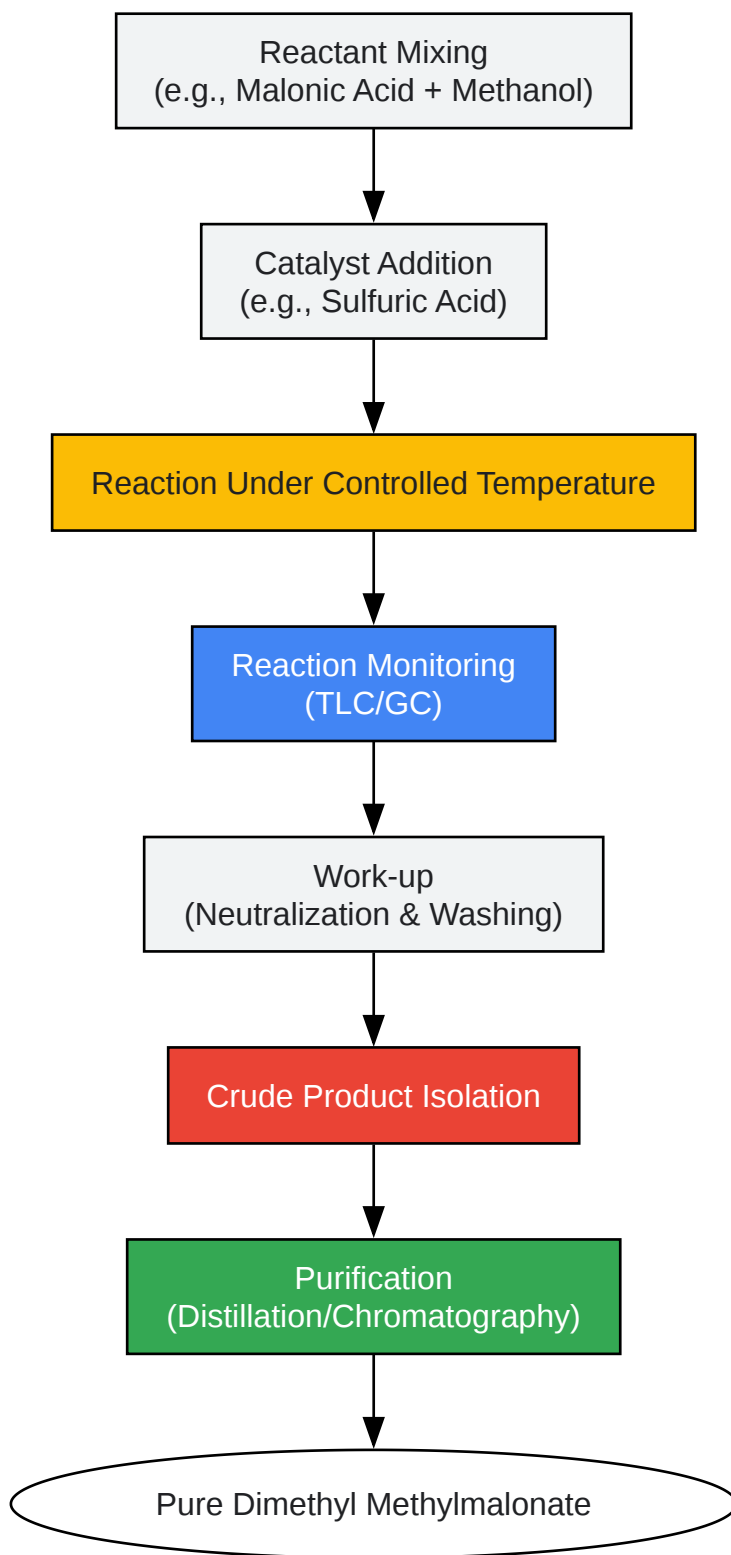 Reactant Mixing
(e.g., Malonic Acid + Methanol)
Catalyst Addition
(e.g., Sulfuric Acid)
Reaction Under Controlled Temperature
Reaction Monitoring
(TLC/GC)
Work-up
(Neutralization & Washing)
Crude Product Isolation
Purification
(Distillation/Chromatography)
Pure Dimethyl Methylmalonate